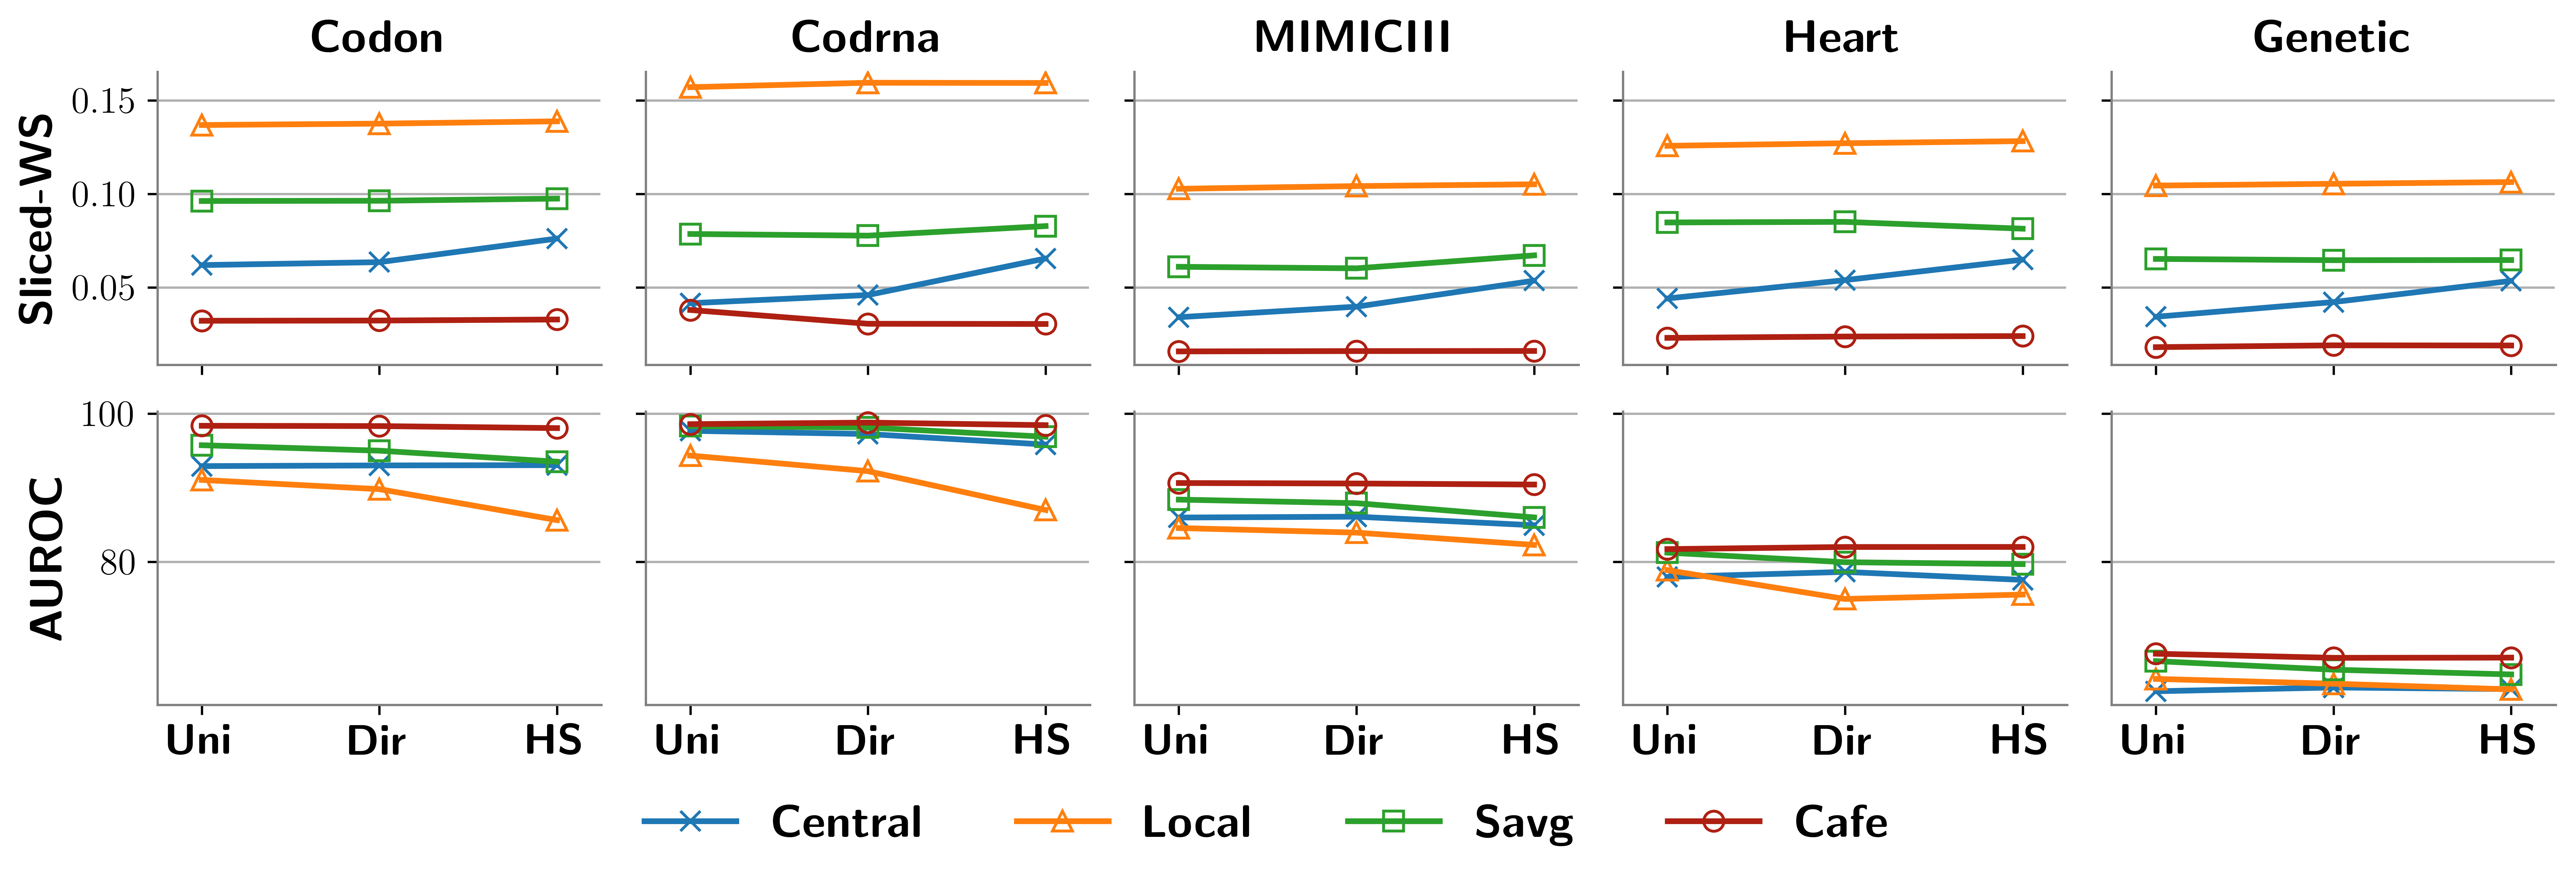 Codon Codrna MIMICIII Heart Genetic
Sliced-WS
0.15
0.10
0.05
AUROC
100
80
Uni Dir HS Uni Dir HS Uni Dir HS Uni Dir HS Uni Dir HS
Central Local Savg Cafe